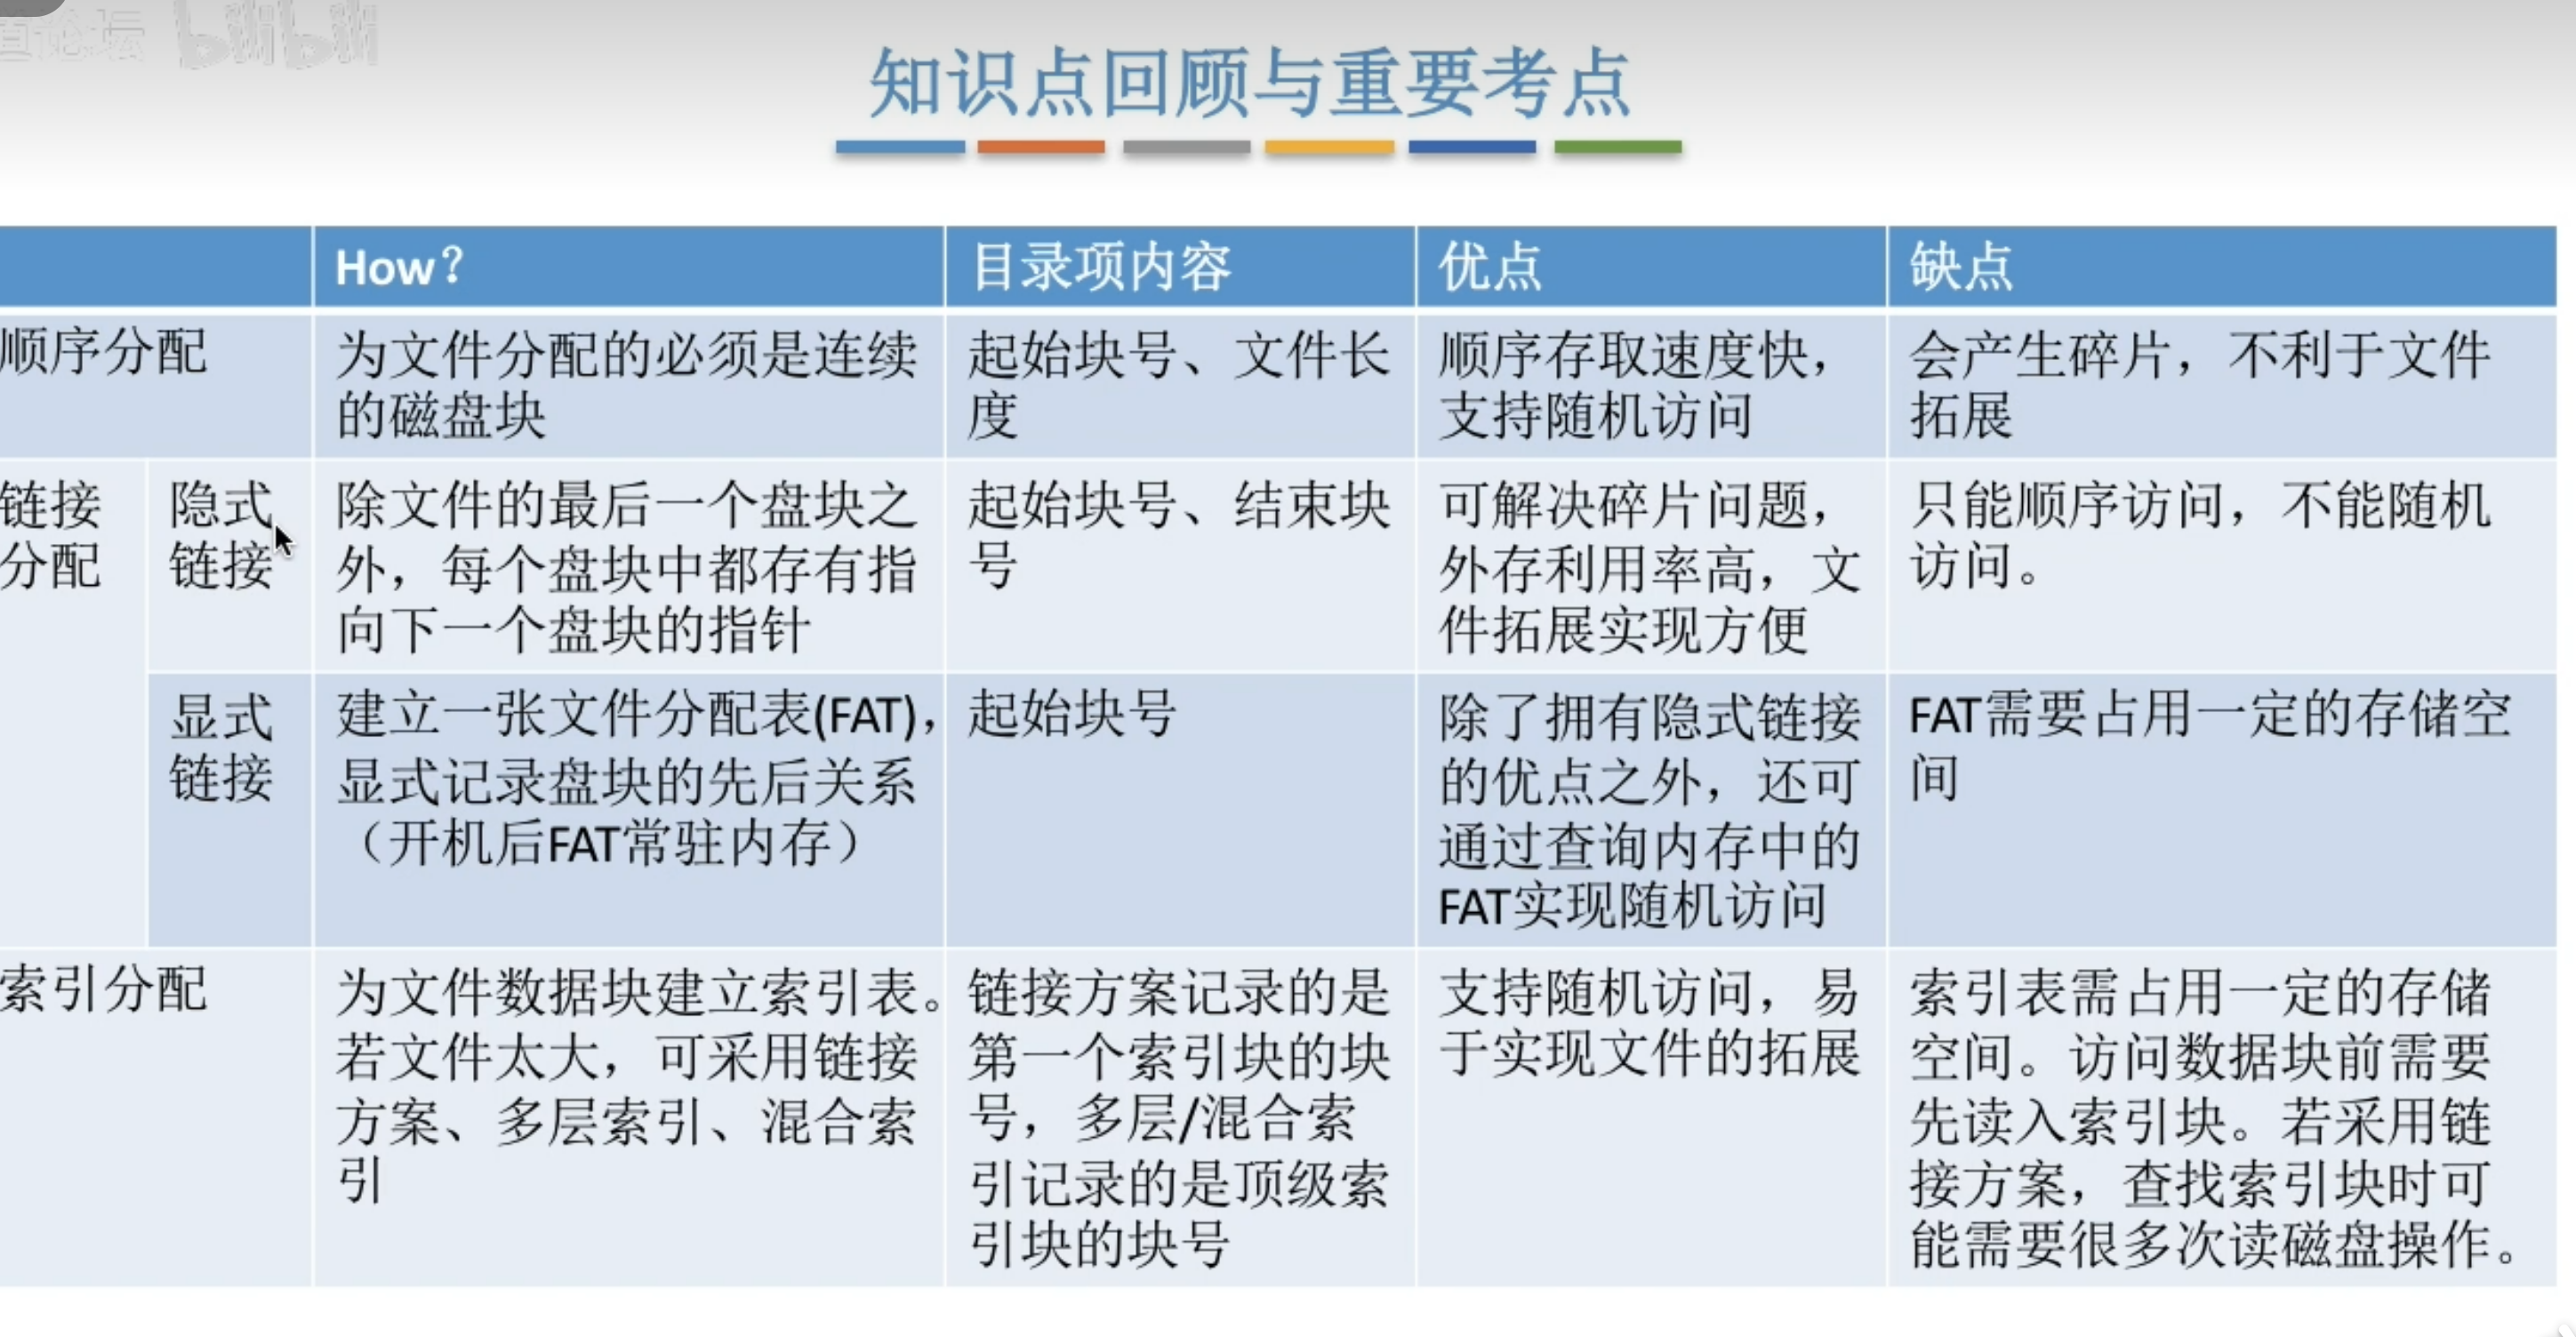 道论坛 bilibili
知识点回顾与重要考点
How？
目录项内容
优点
缺点
顺序分配
为文件分配的必须是连续
的磁盘块
起始块号、文件长
度
顺序存取速度快，
支持随机访问
会产生碎片，不利于文件
拓展
链接
分配
隐式
链接
除文件的最后一个盘块之
外，每个盘块中都存有指
向下一个盘块的指针
起始块号、结束块
号
可解决碎片问题，
外存利用率高，文
件拓展实现方便
只能顺序访问，不能随机
访问。
显式
链接
建立一张文件分配表(FAT)，
显式记录盘块的先后关系
（开机后FAT常驻内存）
起始块号
除了拥有隐式链接
的优点之外，还可
通过查询内存中的
FAT实现随机访问
FAT需要占用一定的存储空
间
索引分配
为文件数据块建立索引表。
若文件太大，可采用链接
方案、多层索引、混合索
引
链接方案记录的是
第一个索引块的块
号，多层/混合索
引记录的是顶级索
引块的块号
支持随机访问，易
于实现文件的拓展
索引表需占用一定的存储
空间。访问数据块前需要
先读入索引块。若采用链
接方案，查找索引块时可
能需要很多次读磁盘操作。